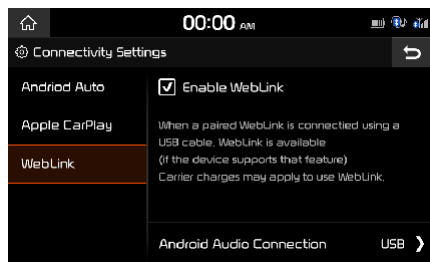 00:00 AM
Connectivity Settings
Andriod Auto
Enable WebLink
Apple CarPlay
WebLink
When a paired WebLink is connectied using a
USB cable, WebLink is available
(if the device supports that feature)
Carrier charges may apply to use WebLink,
Android Audio Connection USB